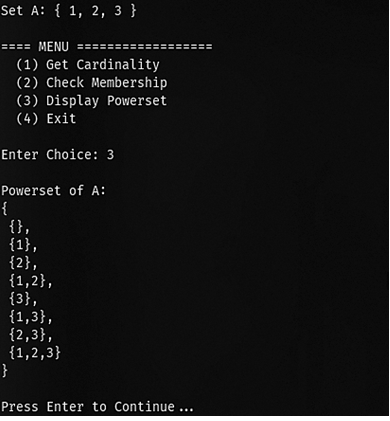 Set A: { 1, 2, 3 }
==== MENU ==================
(1) Get Cardinality
(2) Check Membership
(3) Display Powerset
(4) Exit
Enter Choice: 3
Powerset of A:
{
{},
{1},
{2},
{1,2},
{3},
{1,3},
{2,3},
{1,2,3}
}
Press Enter to Continue...